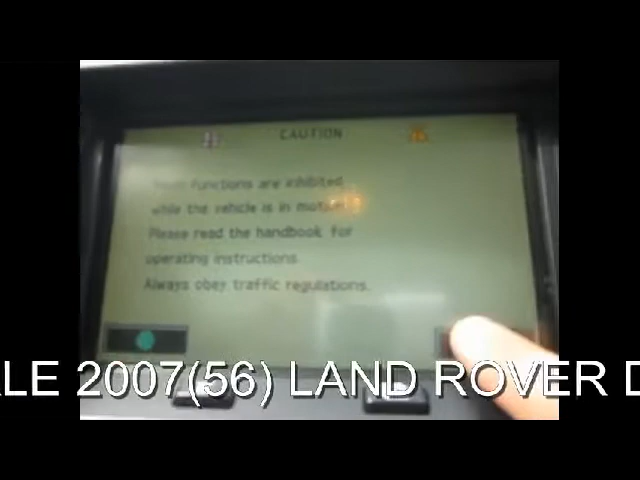 CAUTION
functions are inhibited
while the vehicle is in
Please read the handbook for
operating instructions
Always obey traffic regulations.
LE 2007(56) LAND ROVER D